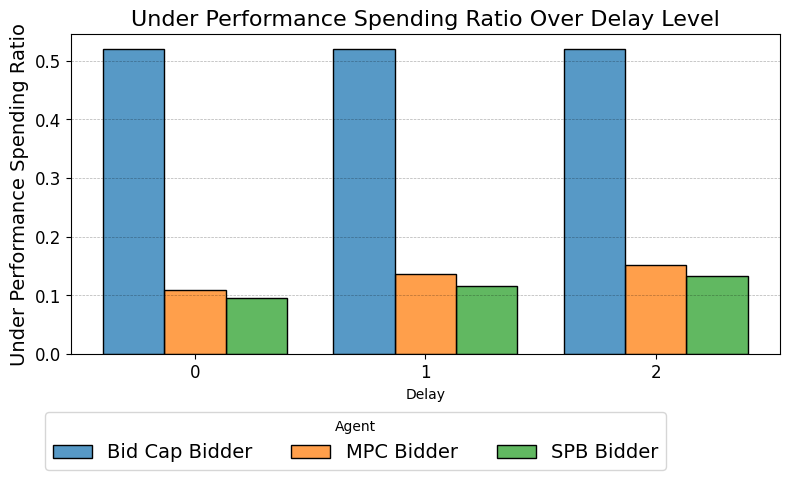 Under Performance Spending Ratio Over Delay Level
Under Performance Spending Ratio
0.5
0.4
0.3
0.2
0.1
0.0
0 1 2
Delay
Agent
Bid Cap Bidder MPC Bidder SPB Bidder